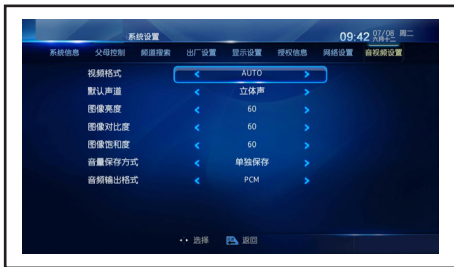 系统设置
09:42 07/08 周二
六月十二
系统信息 父母控制 频道搜索 出厂设置 显示设置 授权信息 网络设置 音视频设置
视频格式 < AUTO >
默认声道 < 立体声 >
图像亮度 < 60 >
图像对比度 < 60 >
图像饱和度 < 60 >
音量保存方式 < 单独保存 >
音频输出格式 < PCM >
选择 返回